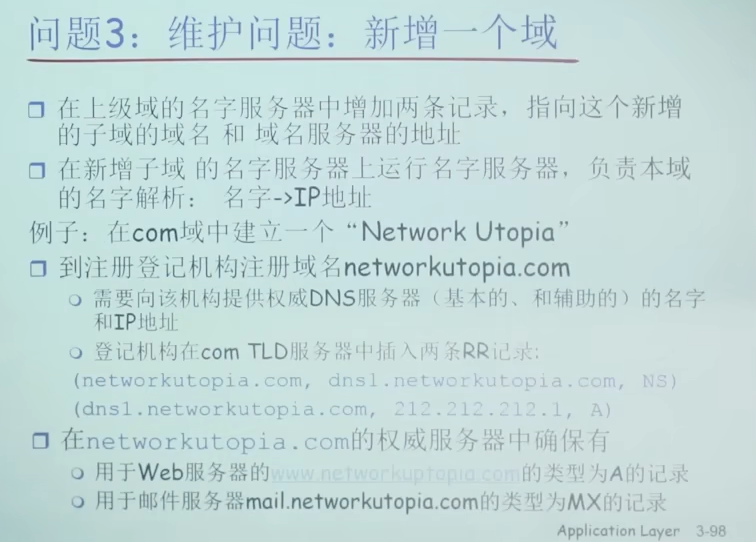 问题3：维护问题：新增一个域
在上级域的名字服务器中增加两条记录，指向这个新增
的子域的域名 和 域名服务器的地址
在新增子域 的名字服务器上运行名字服务器，负责本域
的名字解析： 名字->IP地址
例子：在com域中建立一个“Network Utopia”
到注册登记机构注册域名networkutopia.com
需要向该机构提供权威DNS服务器（基本的、和辅助的）的名字
和IP地址
登记机构在com TLD服务器中插入两条RR记录:
(networkutopia.com, dns1.networkutopia.com, NS)
(dns1.networkutopia.com, 212.212.212.1, A)
在networkutopia.com的权威服务器中确保有
用于Web服务器的www.networkuptopia.com的类型为A的记录
用于邮件服务器mail.networkutopia.com的类型为MX的记录
Application Layer 3-98